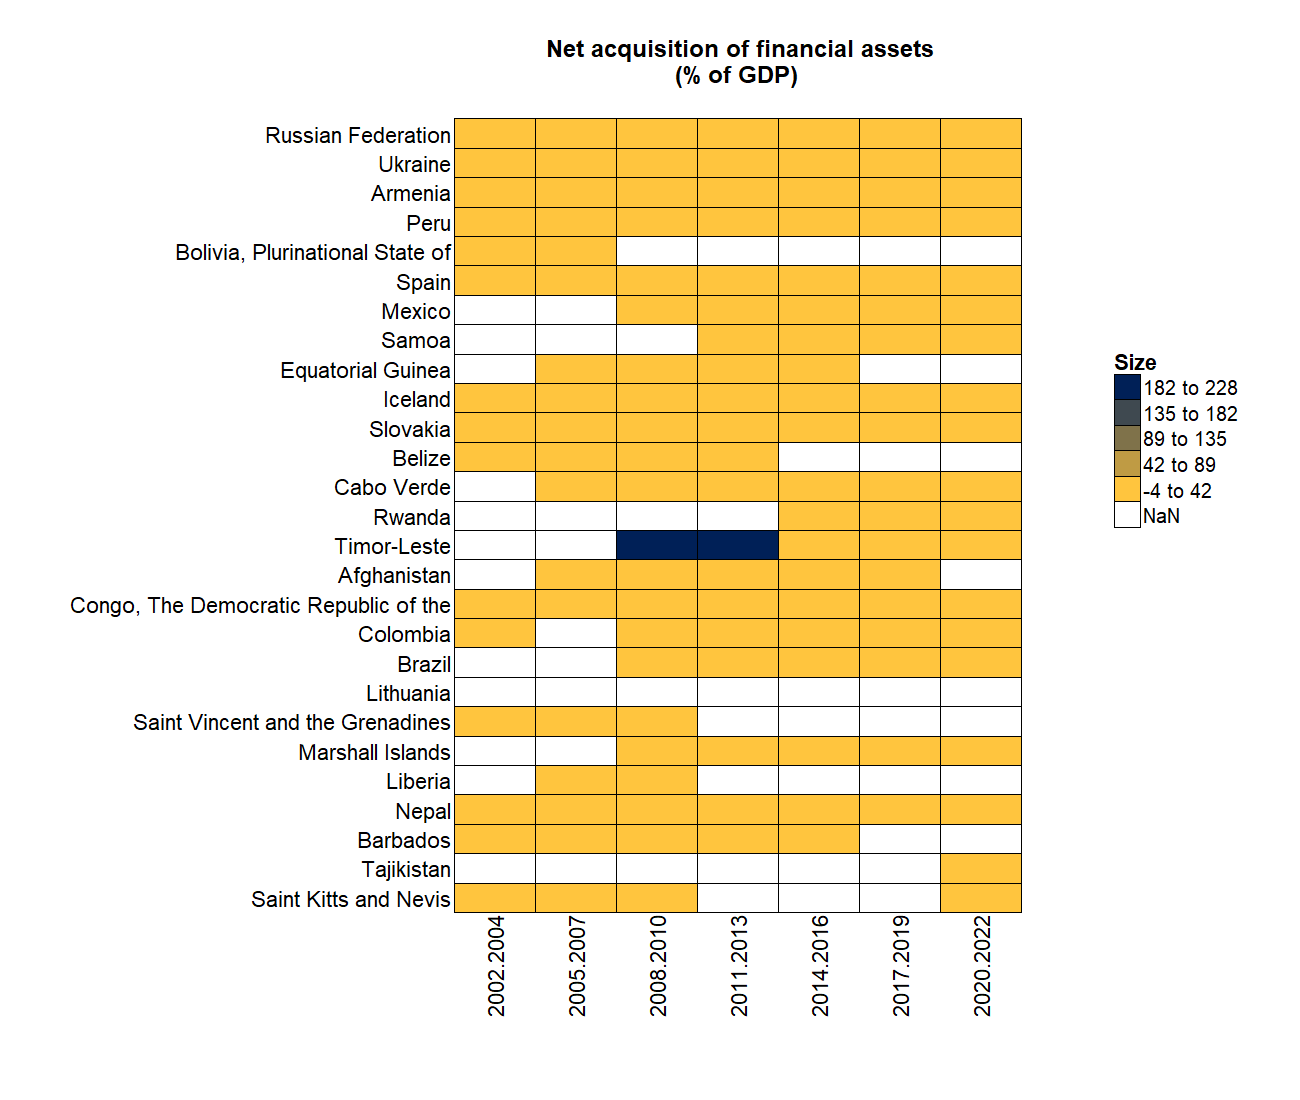 Net acquisition of financial assets
(% of GDP)
Russian Federation
Ukraine
Armenia
Peru
Bolivia, Plurinational State of
Spain
Mexico
Samoa
Equatorial Guinea
Iceland
Slovakia
Belize
Cabo Verde
Rwanda
Timor-Leste
Afghanistan
Congo, The Democratic Republic of the
Colombia
Brazil
Lithuania
Saint Vincent and the Grenadines
Marshall Islands
Liberia
Nepal
Barbados
Tajikistan
Saint Kitts and Nevis
2002.2004
2005.2007
2008.2010
2011.2013
2014.2016
2017.2019
2020.2022
Size
182 to 228
135 to 182
89 to 135
42 to 89
-4 to 42
NaN